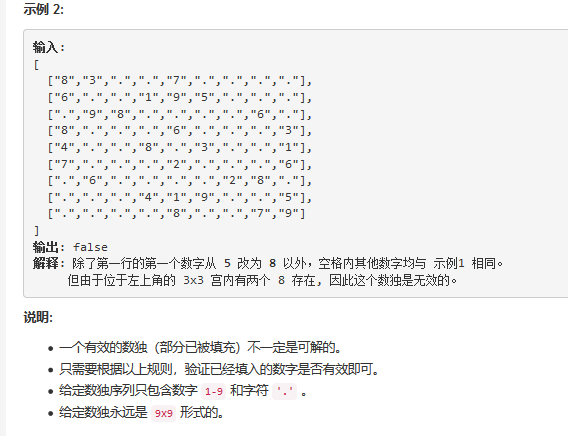 示例 2:
输入:
[
["8","3",".",".","7",".",".",".","."],
["6",".",".","1","9","5",".",".","."],
[".","9","8",".",".",".",".","6","."],
["8",".",".",".","6",".",".",".","3"],
["4",".",".","8",".","3",".",".","1"],
["7",".",".",".","2",".",".",".","6"],
[".","6",".",".",".",".","2","8","."],
[".",".",".","4","1","9",".",".","5"],
[".",".",".",".","8",".",".","7","9"]
]
输出: false
解释: 除了第一行的第一个数字从 5 改为 8 以外，空格内其他数字均与 示例1 相同。
但由于位于左上角的 3x3 宫内有两个 8 存在, 因此这个数独是无效的。
说明:
• 一个有效的数独（部分已被填充）不一定是可解的。
• 只需要根据以上规则，验证已经填入的数字是否有效即可。
• 给定数独序列只包含数字 1-9 和字符 '.' 。
• 给定数独永远是 9x9 形式的。